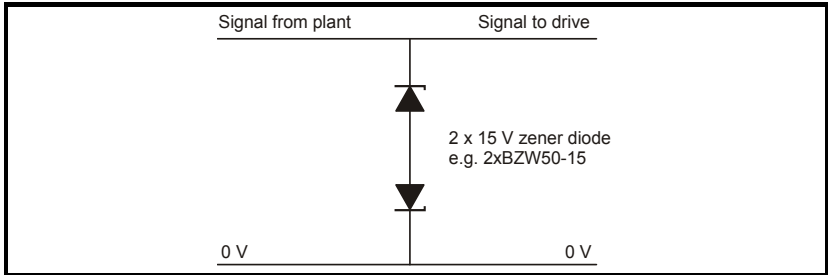 Signal from plant Signal to drive
2 x 15 V zener diode
e.g. 2xBZW50-15
0 V 0 V